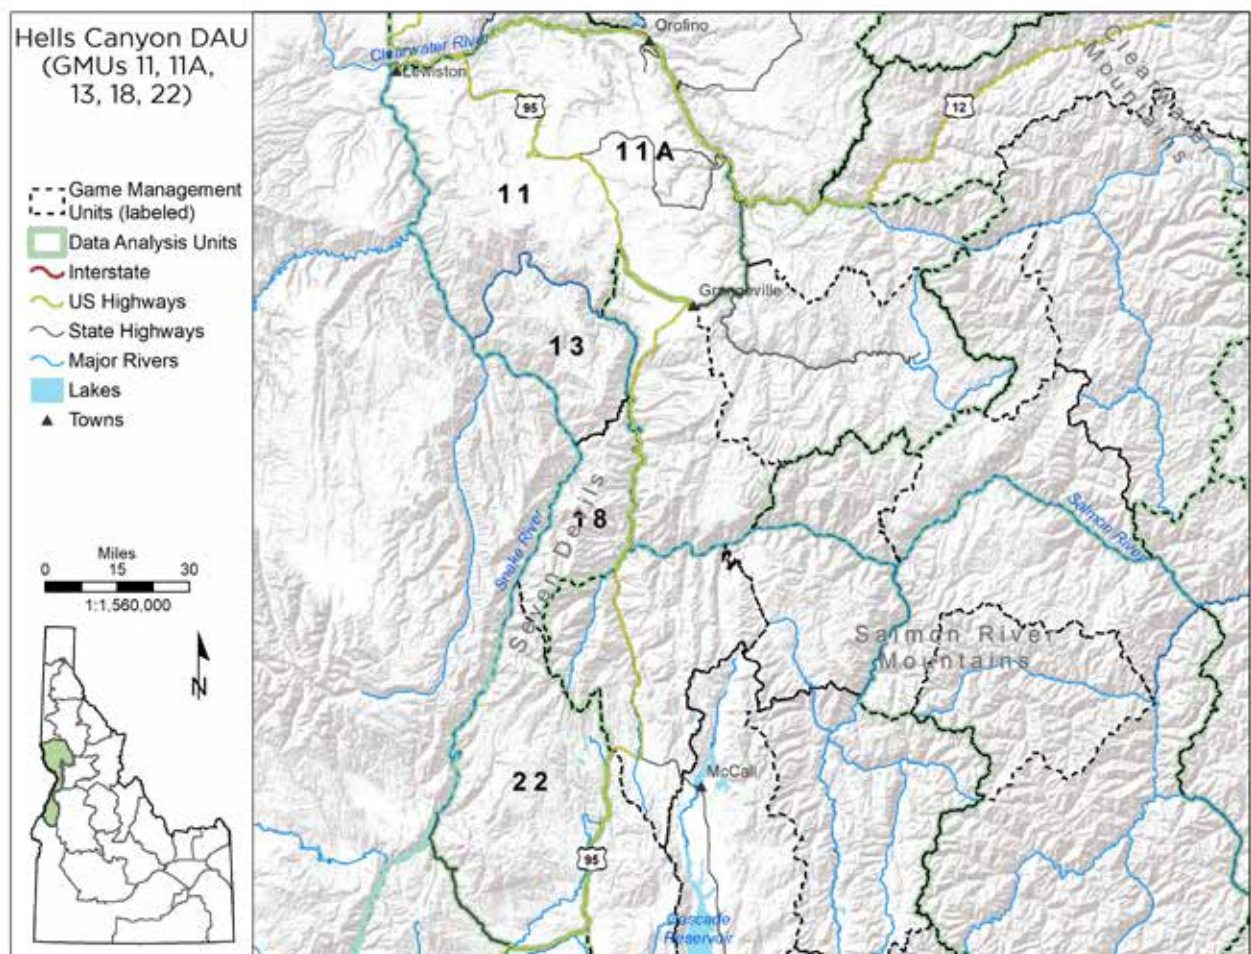 Hells Canyon DAU
(GMUs 11, 11A,
13, 18, 22)
Game Management
Units (labeled)
Data Analysis Units
Interstate
US Highways
State Highways
Major Rivers
Lakes
Towns
Miles
0 15 30
1:1,560,000
N
Orofino
Clearwater River
Lewiston
Clearwater
Mountains
95
12
11A
11
Grangeville
13
18
Seven Devils
Snake River
Salmon River
Salmon River
Mountains
22
McCall
95
Cascade
Reservoir